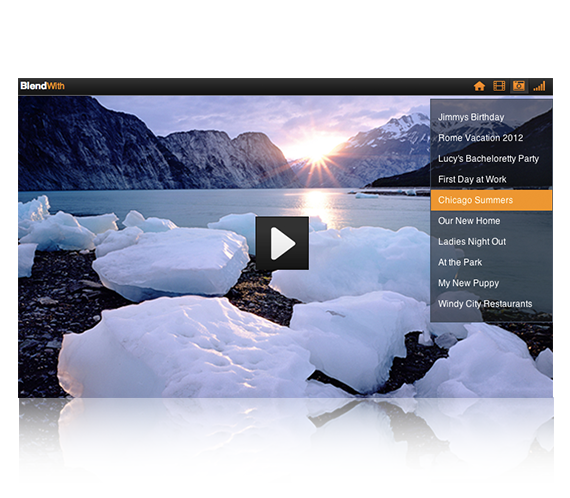 BlendWith
Jimmys Birthday
Rome Vacation 2012
Lucy's Bacheloretty Party
First Day at Work
Chicago Summers
Our New Home
Ladies Night Out
At the Park
My New Puppy
Windy City Restaurants